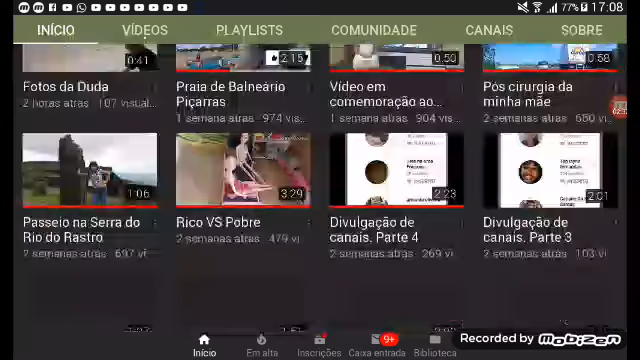 77% 17:08
INÍCIO VÍDEOS PLAYLISTS COMUNIDADE CANAIS SOBRE
0:41 2:15 0:50 0:58
Fotos da Duda
2 horas atrás 107 visual...
Praia de Balneário
Piçarras
1 semana atrás 974 vis...
Vídeo em
comemoração ao...
1 semana atrás 904 vis...
Pós cirurgia da
minha mãe
2 semanas atrás 680 vi
1:06 3:29 2:23 2:01
Passeio na Serra do
Rio do Rastro
2 semanas atrás 697 vi
Rico VS Pobre
2 semanas atrás 479 vi
Divulgação de
canais. Parte 4
2 semanas atrás 269 vi
Divulgação de
canais. Parte 3
2 semanas atrás 103 vi
9+
Início Em alta Inscrições Caixa entrada Biblioteca
Recorded by MOBIZEN